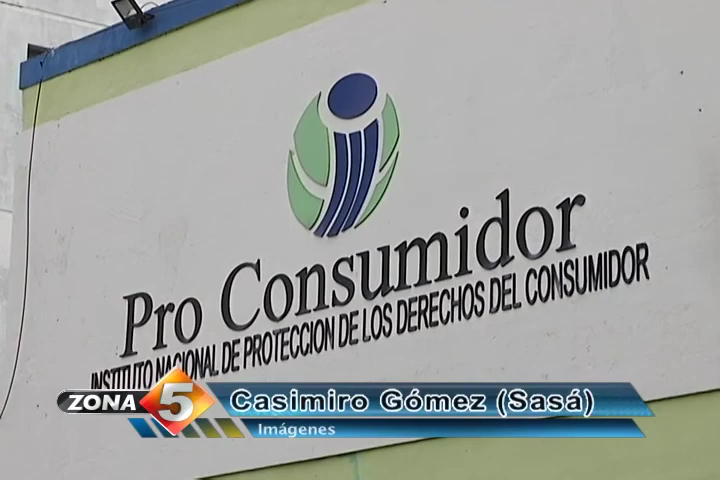 Pro Consumidor
INSTITUTO NACIONAL DE PROTECCION DE LOS DERECHOS DEL CONSUMIDOR
ZONA 5
Casimiro Gómez (Sasá)
Imágenes